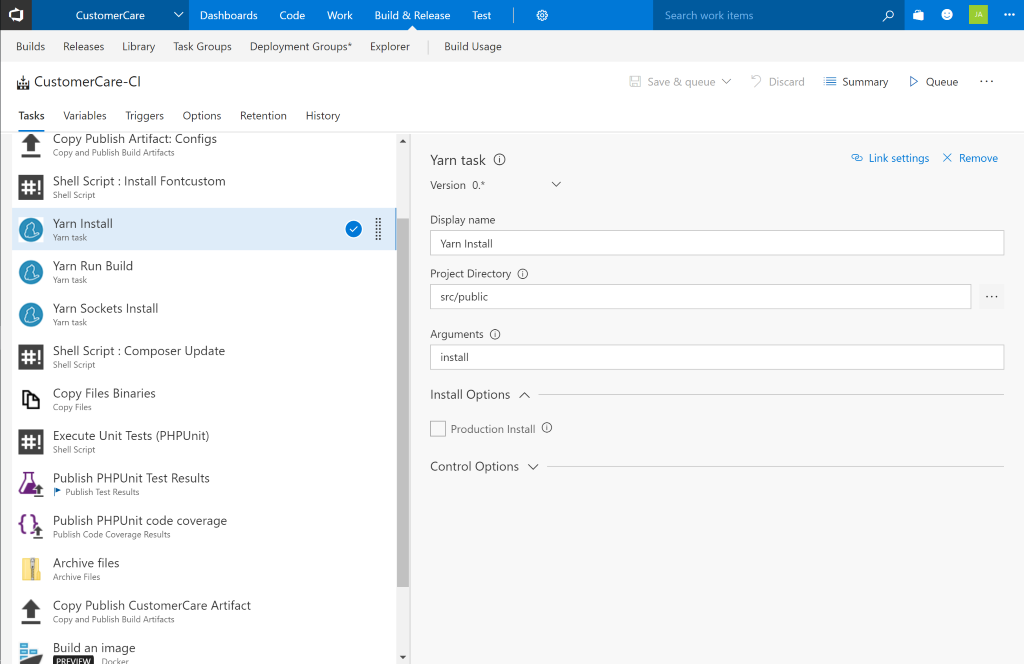 CustomerCare
Dashboards
Code
Work
Build & Release
Test
Search work items
JA
Builds
Releases
Library
Task Groups
Deployment Groups*
Explorer
Build Usage
CustomerCare-CI
Save & queue
Discard
Summary
Queue
Tasks
Variables
Triggers
Options
Retention
History
Copy Publish Artifact: Configs
Copy and Publish Build Artifacts
#!
Shell Script : Install Fontcustom
Shell Script
Yarn Install
Yarn task
Yarn Run Build
Yarn task
Yarn Sockets Install
Yarn task
#!
Shell Script : Composer Update
Shell Script
Copy Files Binaries
Copy Files
#!
Execute Unit Tests (PHPUnit)
Shell Script
Publish PHPUnit Test Results
Publish Test Results
Publish PHPUnit code coverage
Publish Code Coverage Results
Archive files
Archive Files
Copy Publish CustomerCare Artifact
Copy and Publish Build Artifacts
Build an image
PREVIEW Docker
Yarn task
Link settings
Remove
Version 0.*
Display name
Yarn Install
Project Directory
src/public
...
Arguments
install
Install Options
Production Install
Control Options